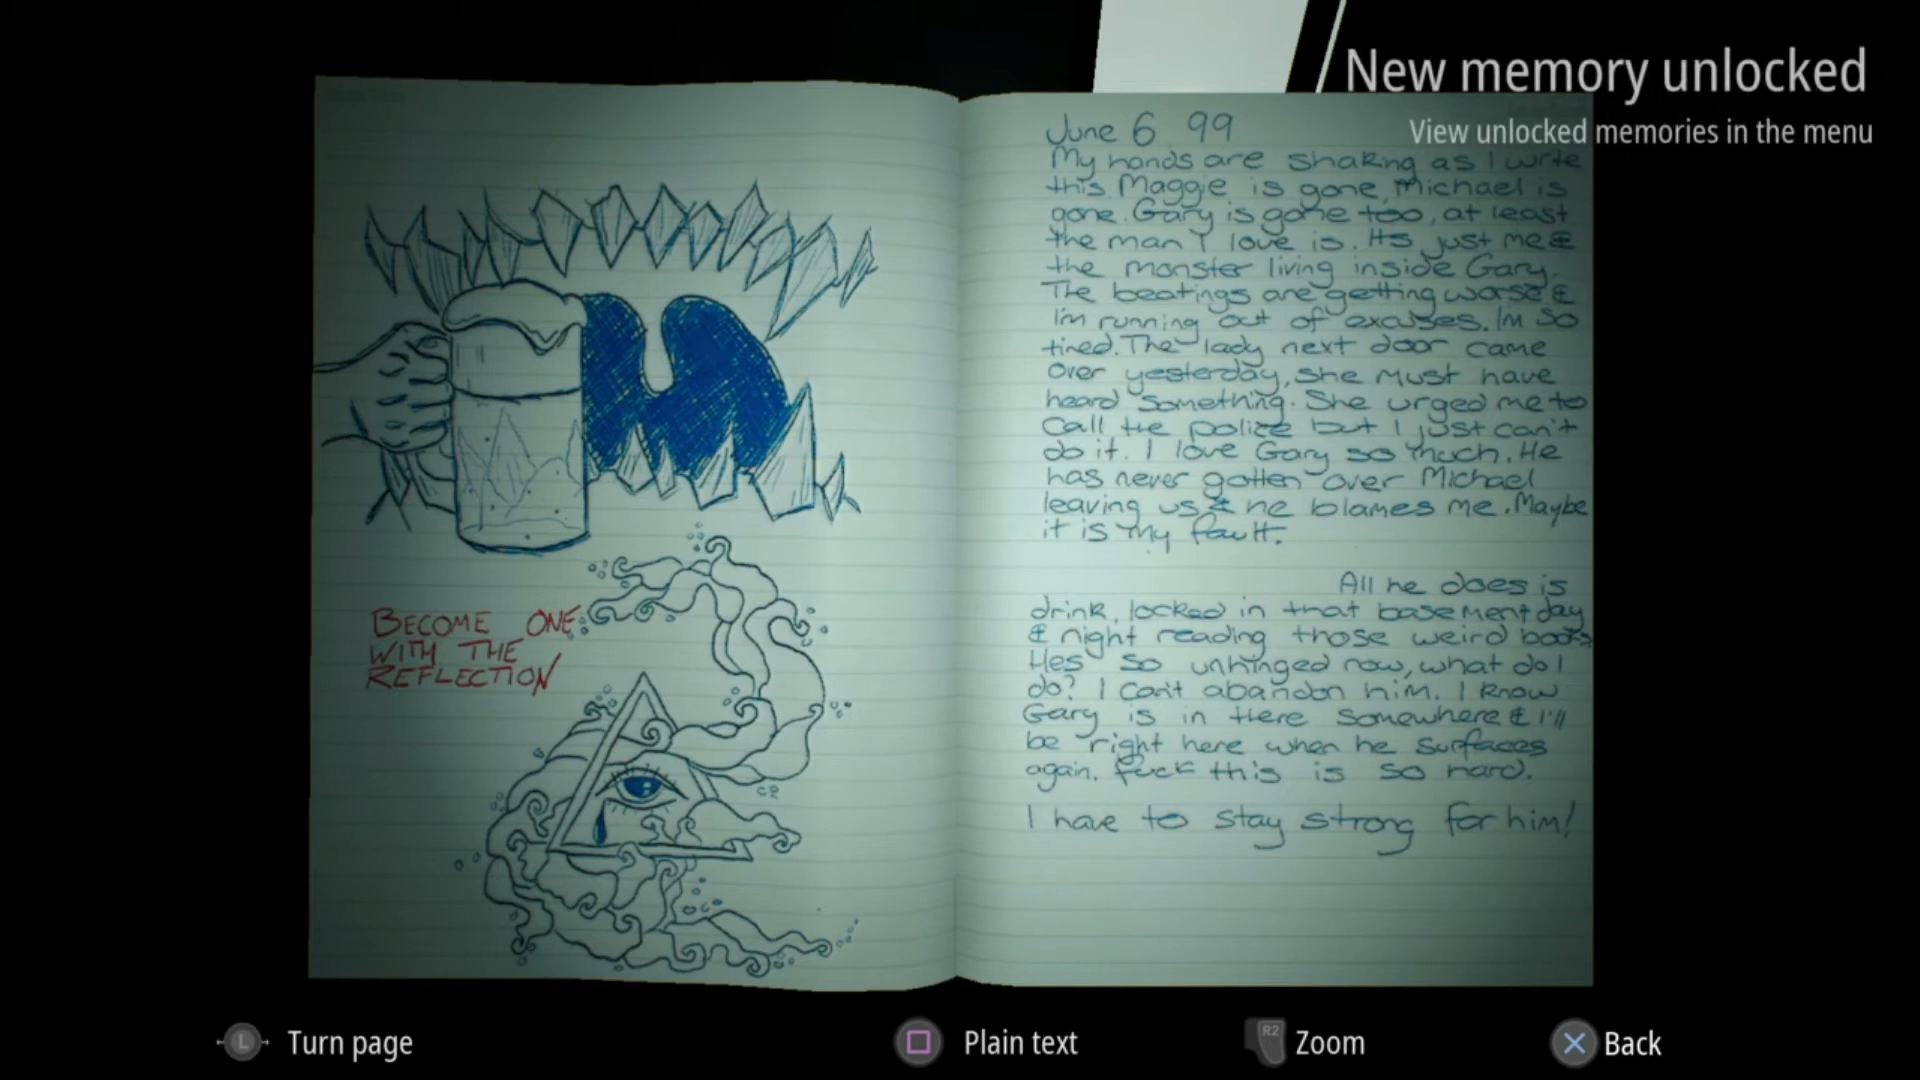 New memory unlocked
View unlocked memories in the menu
BECOME ONE
WITH THE
REFLECTION
June 6 99
My hands are shaking as I write
this. Maggie is gone, Michael is
gone. Gary is gone too, at least
the man I love is. Its just me &
the monster living inside Gary.
The beatings are getting worse &
I'm running out of excuses. Im so
tired. The lady next door came
over yesterday, she must have
heard something. She urged me to
call the police but I just can't
do it. I love Gary so much. He
has never gotten over Michael
leaving us & he blames me. Maybe
it is my fault.
All he does is
drink, locked in that basement day
& night reading those weird books
Hes so unhinged now, what do I
do? I can't abandon him. I know
Gary is in there somewhere & I'll
be right here when he surfaces
again. fuck this is so hard.
I have to stay strong for him!
L Turn page
Plain text
R2 Zoom
Back